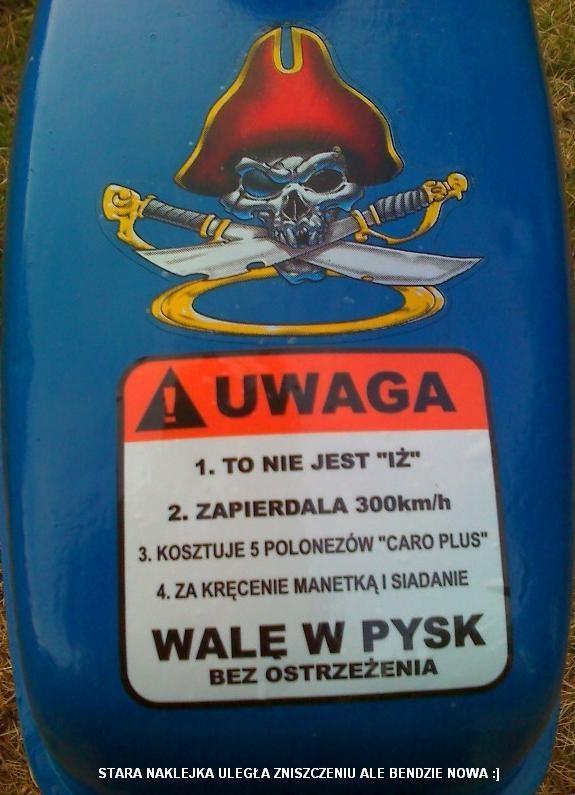 UWAGA
1. TO NIE JEST "IŻ"
2. ZAPIERDALA 300km/h
3. KOSZTUJE 5 POLONEZÓW "CARO PLUS"
4. ZA KRĘCENIE MANETKĄ I SIADANIE
WALĘ W PYSK
BEZ OSTRZEŻENIA
STARA NAKLEJKA ULEGŁA ZNISZCZENIU ALE BENDZIE NOWA :]